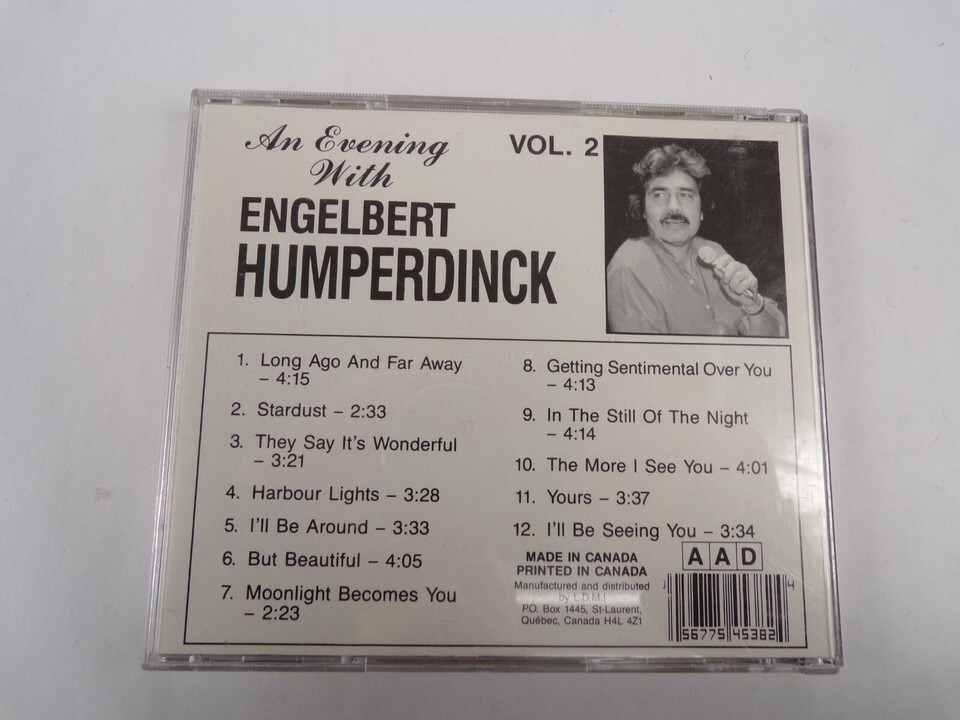 An Evening
With
ENGELBERT
HUMPERDINCK
VOL. 2
1. Long Ago And Far Away
– 4:15
2. Stardust – 2:33
3. They Say It's Wonderful
– 3:21
4. Harbour Lights – 3:28
5. I'll Be Around – 3:33
6. But Beautiful – 4:05
7. Moonlight Becomes You
– 2:23
8. Getting Sentimental Over You
– 4:13
9. In The Still Of The Night
– 4:14
10. The More I See You – 4:01
11. Yours – 3:37
12. I'll Be Seeing You – 3:34
MADE IN CANADA
PRINTED IN CANADA
Manufactured and distributed
by L.D.M.I.
P.O. Box 1445, St-Laurent,
Québec, Canada H4L 4Z1
AAD
56775 45382 4